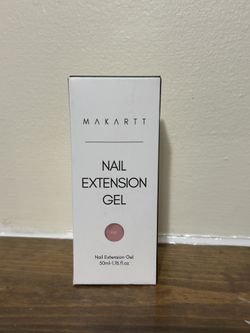 MAKARTT
NAIL
EXTENSION
GEL
Nail Extension Gel
50ml-1.76.fl.oz